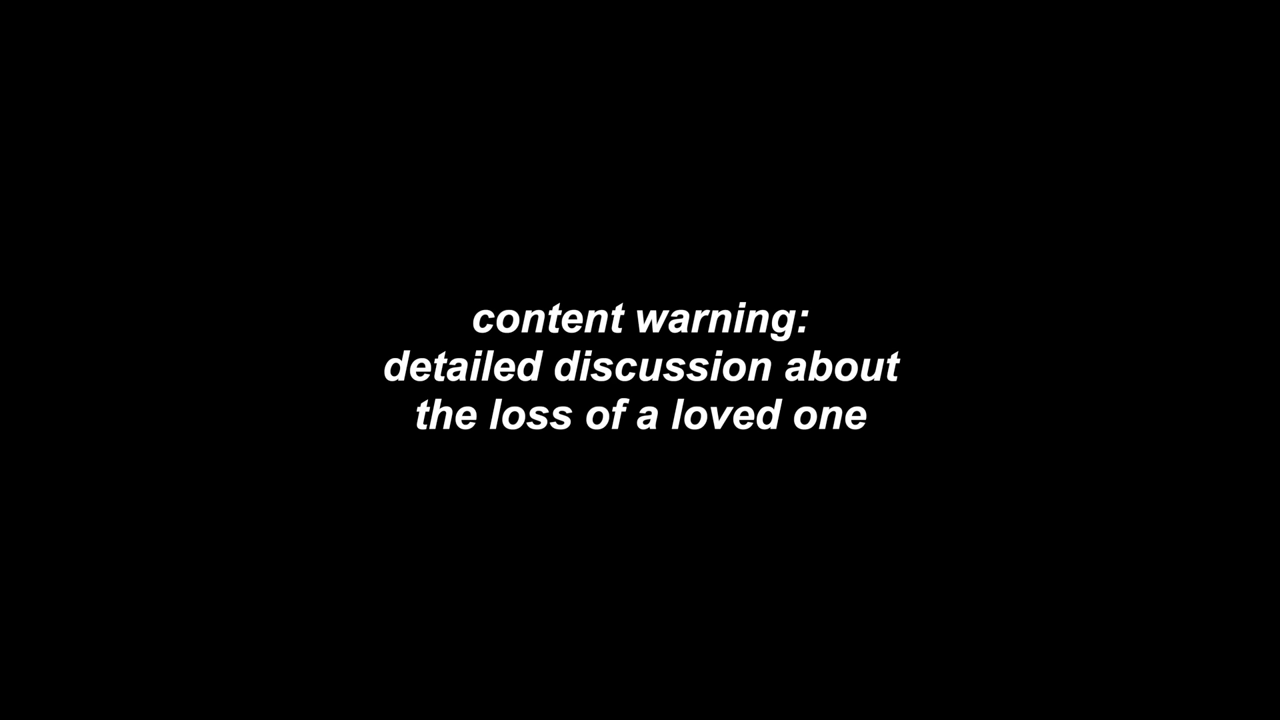 content warning:
detailed discussion about
the loss of a loved one